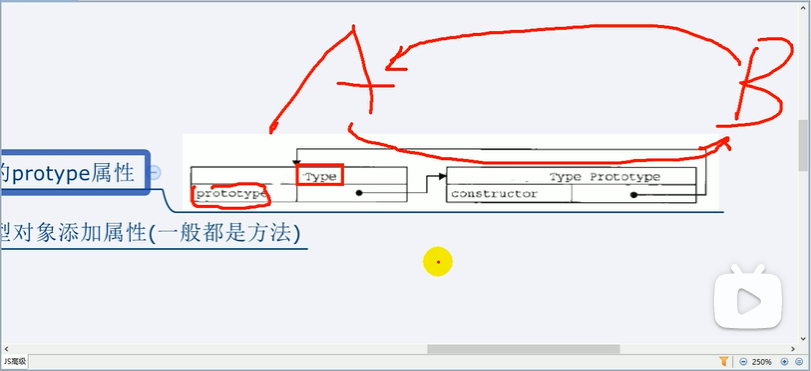 A B
的protype属性
Type
prototype
Type Prototype
constructor
型对象添加属性(一般都是方法)
JS高级
250%